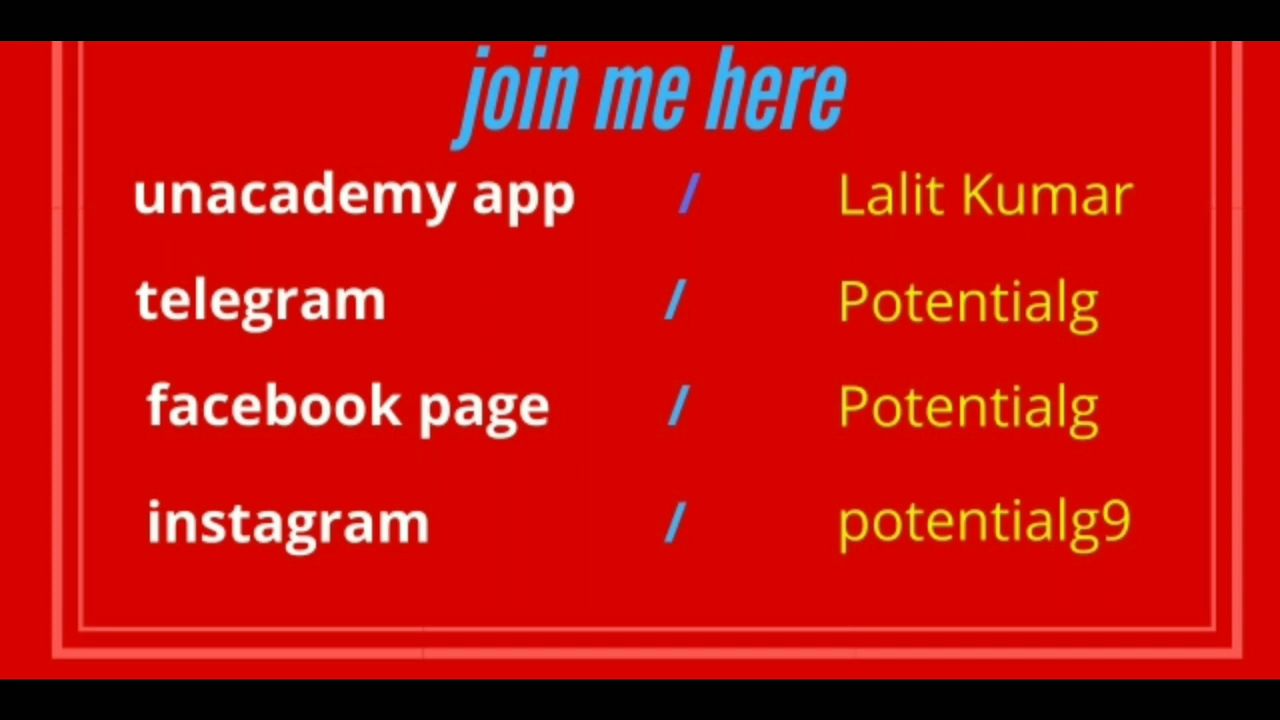 join me here
unacademy app / Lalit Kumar
telegram / Potentialg
facebook page / Potentialg
instagram / potentialg9